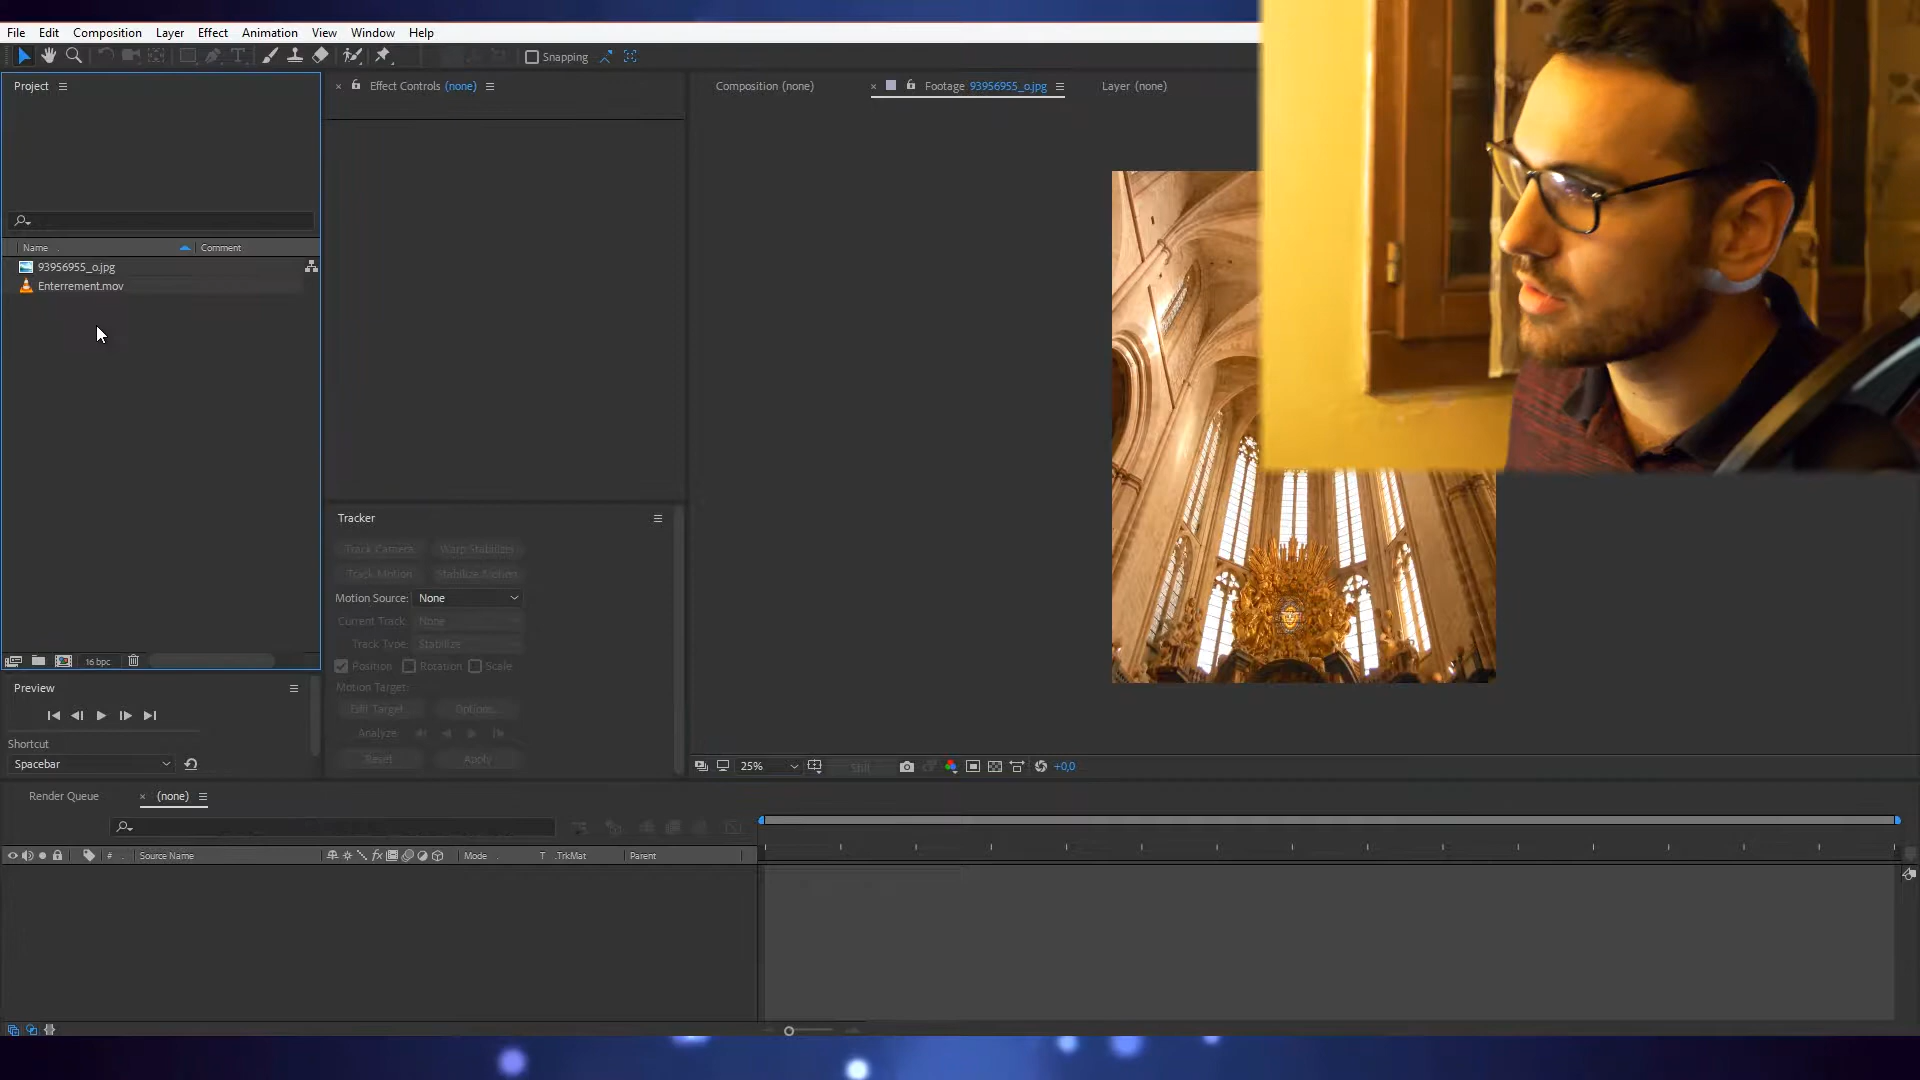 File Edit Composition Layer Effect Animation View Window Help
Snapping
Project
Effect Controls (none)
Composition (none)
Footage 93956955_o.jpg
Layer (none)
Name
Comment
93956955_o.jpg
Enterrement.mov
Tracker
Track Camera
Warp Stabilizer
Track Motion
Stabilize Motion
Motion Source: None
Current Track: None
Track Type: Stabilize
Position
Rotation
Scale
Motion Target:
Edit Target...
Options...
Analyze
Reset
Apply
16 bpc
Preview
Shortcut
Spacebar
25%
Still
+0,0
Render Queue
(none)
#
Source Name
fx
Mode
T .TrkMat
Parent